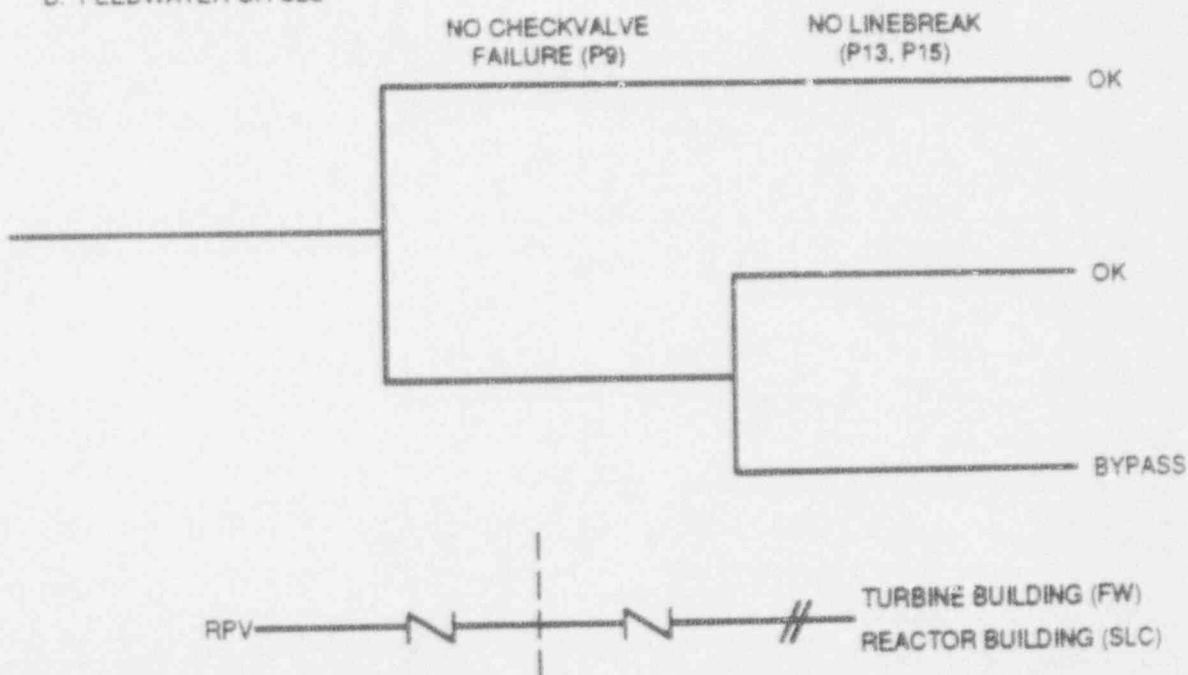 NO CHECKVALVE
FAILURE (P9)
NO LINEBREAK
(P13, P15)
OK
OK
BYPASS
RPV
TURBINE BUILDING (FW)
REACTOR BUILDING (SLC)